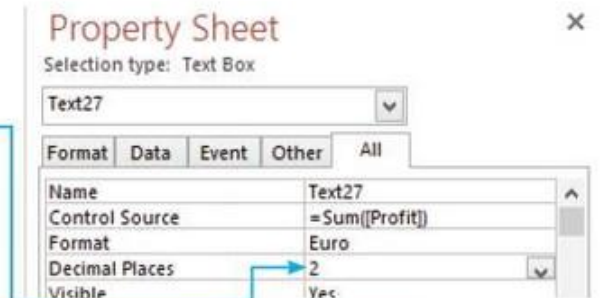 Property Sheet
Selection type: Text Box
Text27
Format Data Event Other All
Name Text27
Control Source =Sum([Profit])
Format Euro
Decimal Places 2
Visible Yes